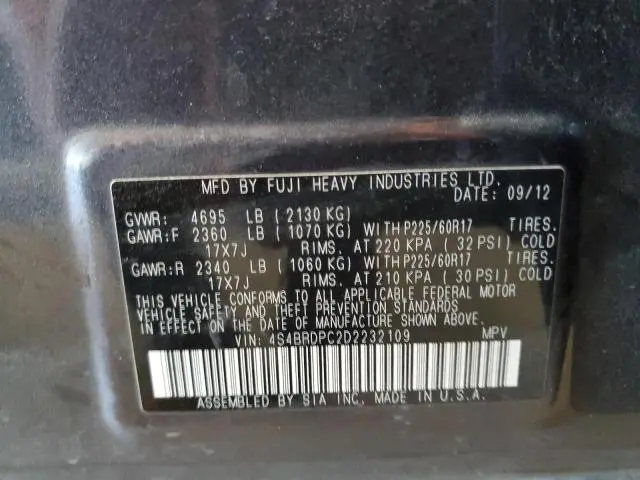 MFD BY FUJI HEAVY INDUSTRIES LTD.
DATE: 09/12
GVWR: 4695 LB (2130 KG)
GAWR:F 2360 LB (1070 KG) WITH P225/60R17 TIRES.
17X7J RIMS. AT 220 KPA (32 PSI) COLD
GAWR:R 2340 LB (1060 KG) WITH P225/60R17 TIRES.
17X7J RIMS. AT 210 KPA (30 PSI) COLD
THIS VEHICLE CONFORMS TO ALL APPLICABLE FEDERAL MOTOR
VEHICLE SAFETY AND THEFT PREVENTION STANDARDS
IN EFFECT ON THE DATE OF MANUFACTURE SHOWN ABOVE.
VIN: 4S4BRDPC2D2232109 MPV
ASSEMBLED BY SIA INC, MADE IN U.S.A.